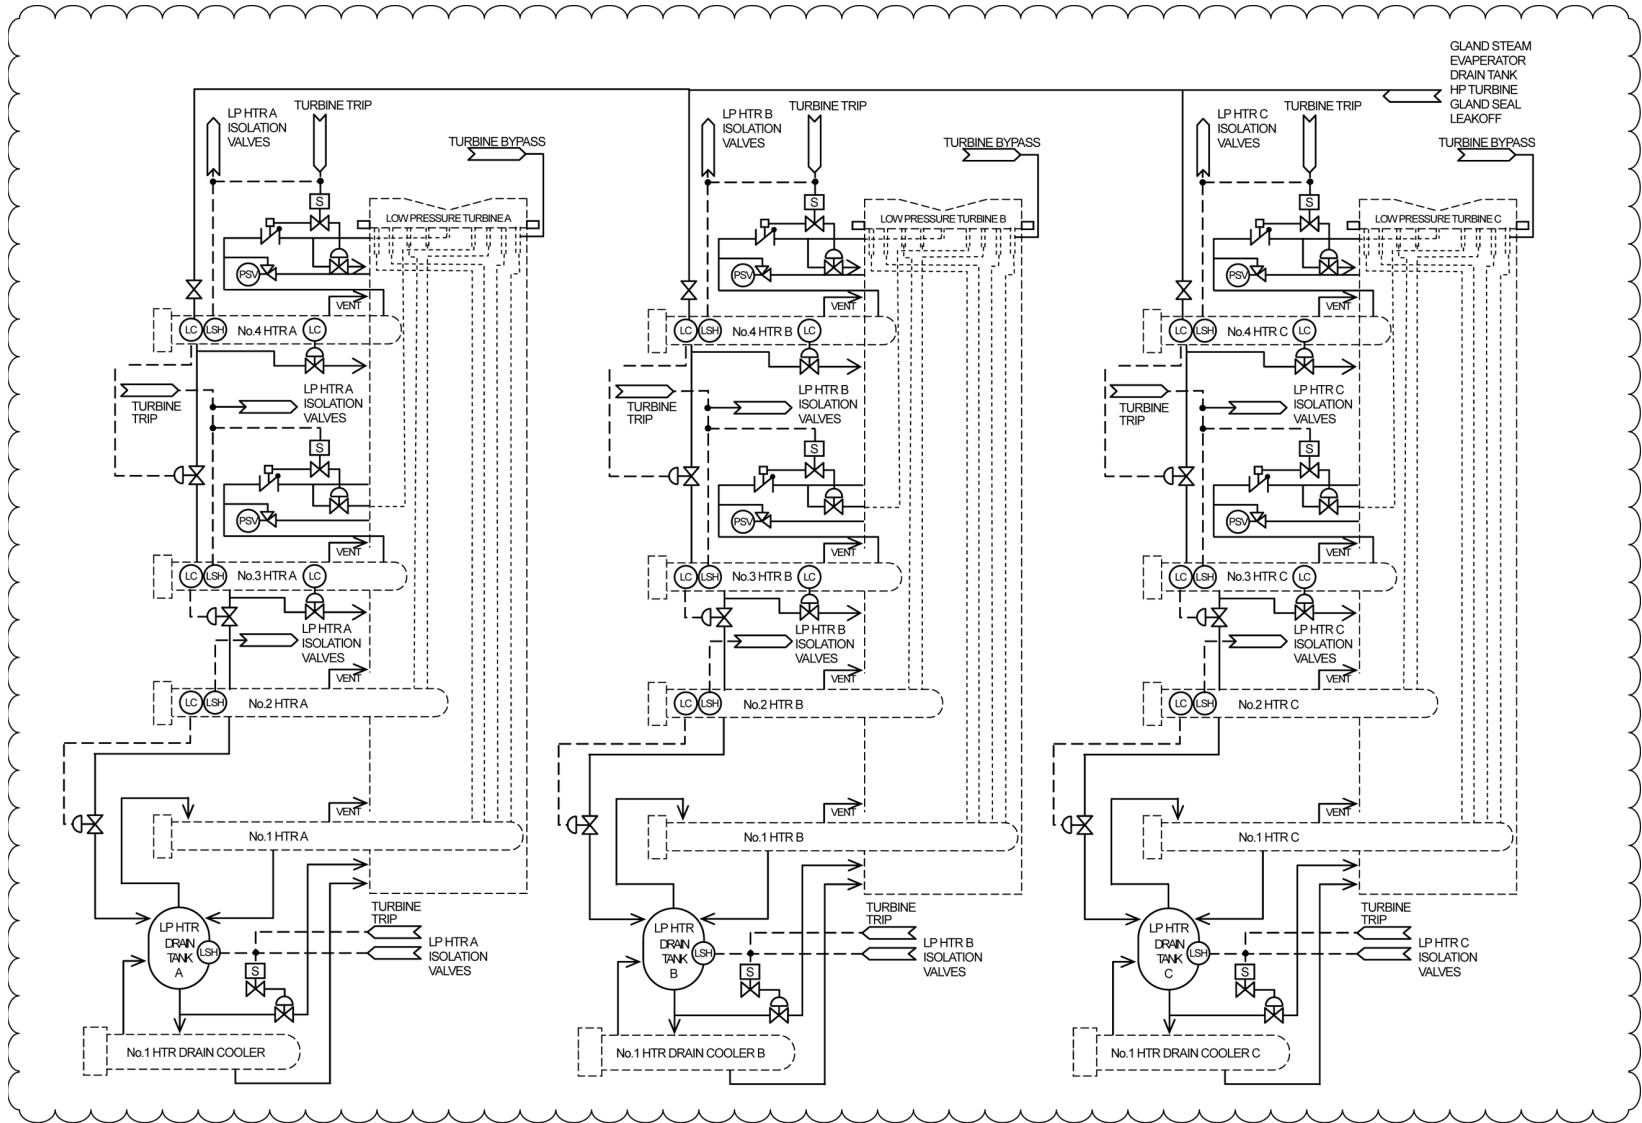 GLAND STEAM
EVAPORATOR
DRAIN TANK
HP TURBINE
GLAND SEAL
LEAKOFF
LP HTR A
ISOLATION
VALVES
TURBINE TRIP
TURBINE BYPASS
S
LOW PRESSURE TURBINE A
PSV
VENT
LC
LSH
No.4 HTR A
LC
TURBINE
TRIP
LP HTR A
ISOLATION
VALVES
S
PSV
VENT
LC
LSH
No.3 HTR A
LC
LP HTR A
ISOLATION
VALVES
VENT
LC
LSH
No.2 HTR A
VENT
No.1 HTR A
TURBINE
TRIP
LP HTR
DRAIN
TANK
A
LSH
LP HTR A
ISOLATION
VALVES
S
No.1 HTR DRAIN COOLER
LP HTR B
ISOLATION
VALVES
TURBINE TRIP
TURBINE BYPASS
S
LOW PRESSURE TURBINE B
PSV
VENT
LC
LSH
No.4 HTR B
LC
TURBINE
TRIP
LP HTR B
ISOLATION
VALVES
S
PSV
VENT
LC
LSH
No.3 HTR B
LC
LP HTR B
ISOLATION
VALVES
VENT
LC
LSH
No.2 HTR B
VENT
No.1 HTR B
TURBINE
TRIP
LP HTR
DRAIN
TANK
B
LSH
LP HTR B
ISOLATION
VALVES
S
No.1 HTR DRAIN COOLER B
LP HTR C
ISOLATION
VALVES
TURBINE TRIP
TURBINE BYPASS
S
LOW PRESSURE TURBINE C
PSV
VENT
LC
LSH
No.4 HTR C
LC
TURBINE
TRIP
LP HTR C
ISOLATION
VALVES
S
PSV
VENT
LC
LSH
No.3 HTR C
LC
LP HTR C
ISOLATION
VALVES
VENT
LC
LSH
No.2 HTR C
VENT
No.1 HTR C
TURBINE
TRIP
LP HTR
DRAIN
TANK
C
LSH
LP HTR C
ISOLATION
VALVES
S
No.1 HTR DRAIN COOLER C